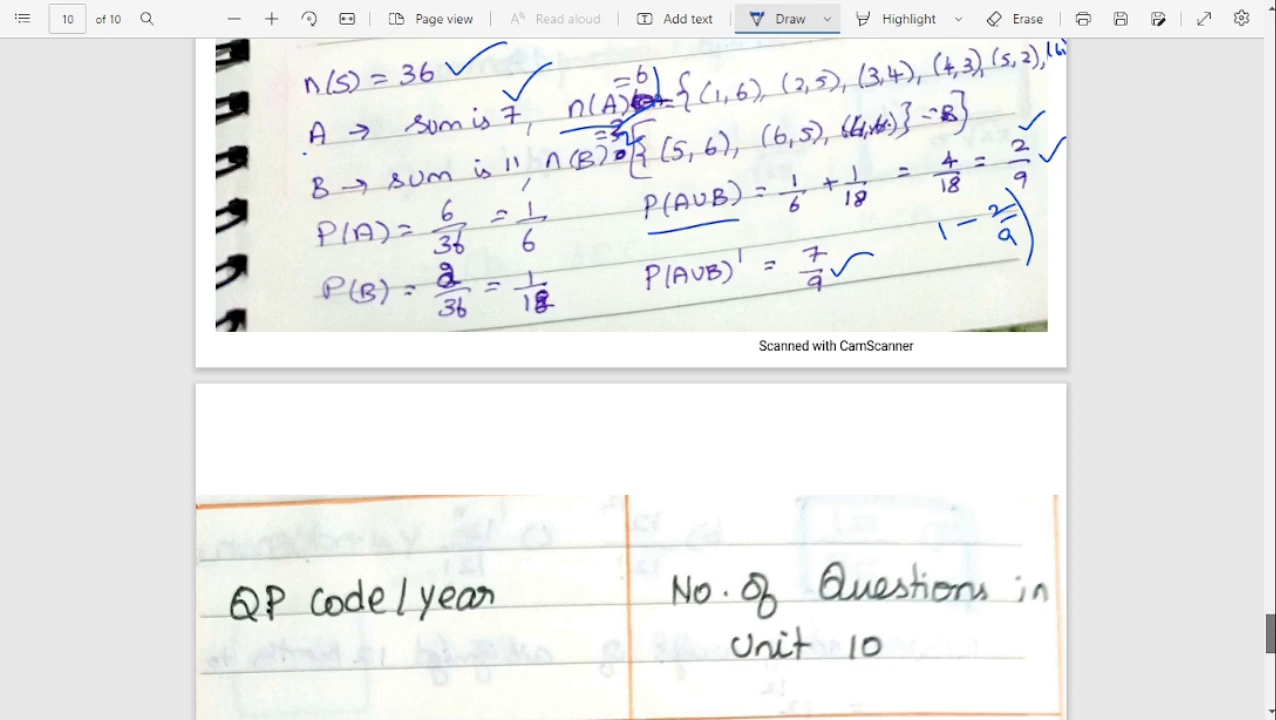 10 of 10 Page view Read aloud Add text Draw Highlight Erase
n(S) = 36
= 6
A → sum is 7, n(A) = {(1,6), (2,5), (3,4), (4,3), (5,2),
= 2
B → sum is 11, n(B) {(5,6), (6,5), } = B}
P(A) = 6/36 = 1/6
P(A∪B) = 1/6 + 1/18 = 4/18 = 2/9
1 - 2/9
P(B) = 2/36 = 1/18
P(A∪B)' = 7/9
Scanned with CamScanner
QP code/year
No. of Questions in
Unit 10